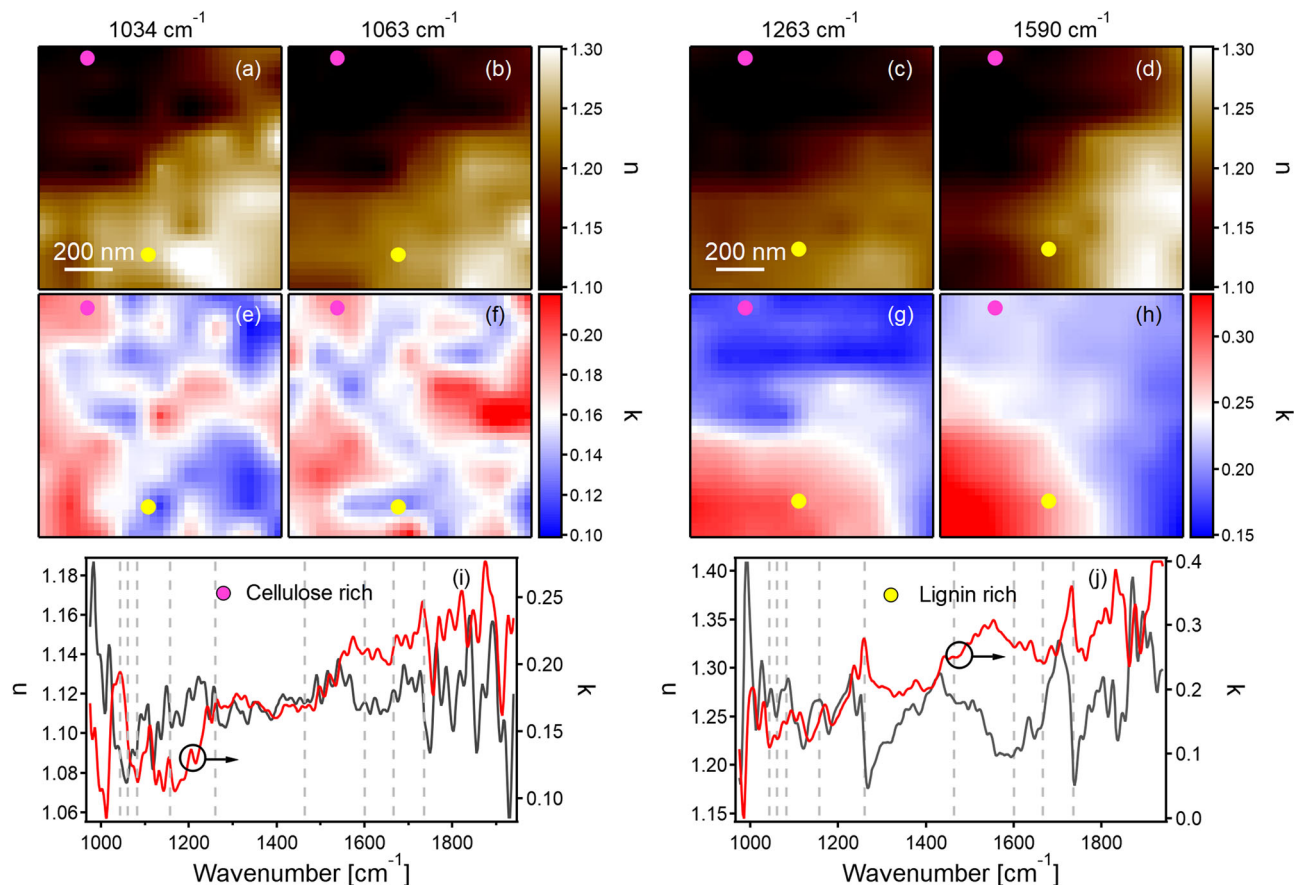 1034 cm⁻¹ 1063 cm⁻¹ 1263 cm⁻¹ 1590 cm⁻¹
(a) (b) 1.30 (c) (d) 1.30
1.25 1.25
1.20 n 1.20 n
1.15 1.15
200 nm 1.10 200 nm 1.10
(e) (f) (g) (h)
0.20 0.30
0.18
0.16 k 0.25 k
0.14 0.20
0.12
0.10 0.15
1.18 (i) 1.40 (j) 0.4
Cellulose rich 0.25 Lignin rich
1.16 1.35 0.3
1.14 0.20 1.30
n 1.12 k n 0.2 k
1.10 0.15 1.25
1.08 1.20 0.1
1.06 0.10 1.15 0.0
1000 1200 1400 1600 1800 1000 1200 1400 1600 1800
Wavenumber [cm⁻¹] Wavenumber [cm⁻¹]